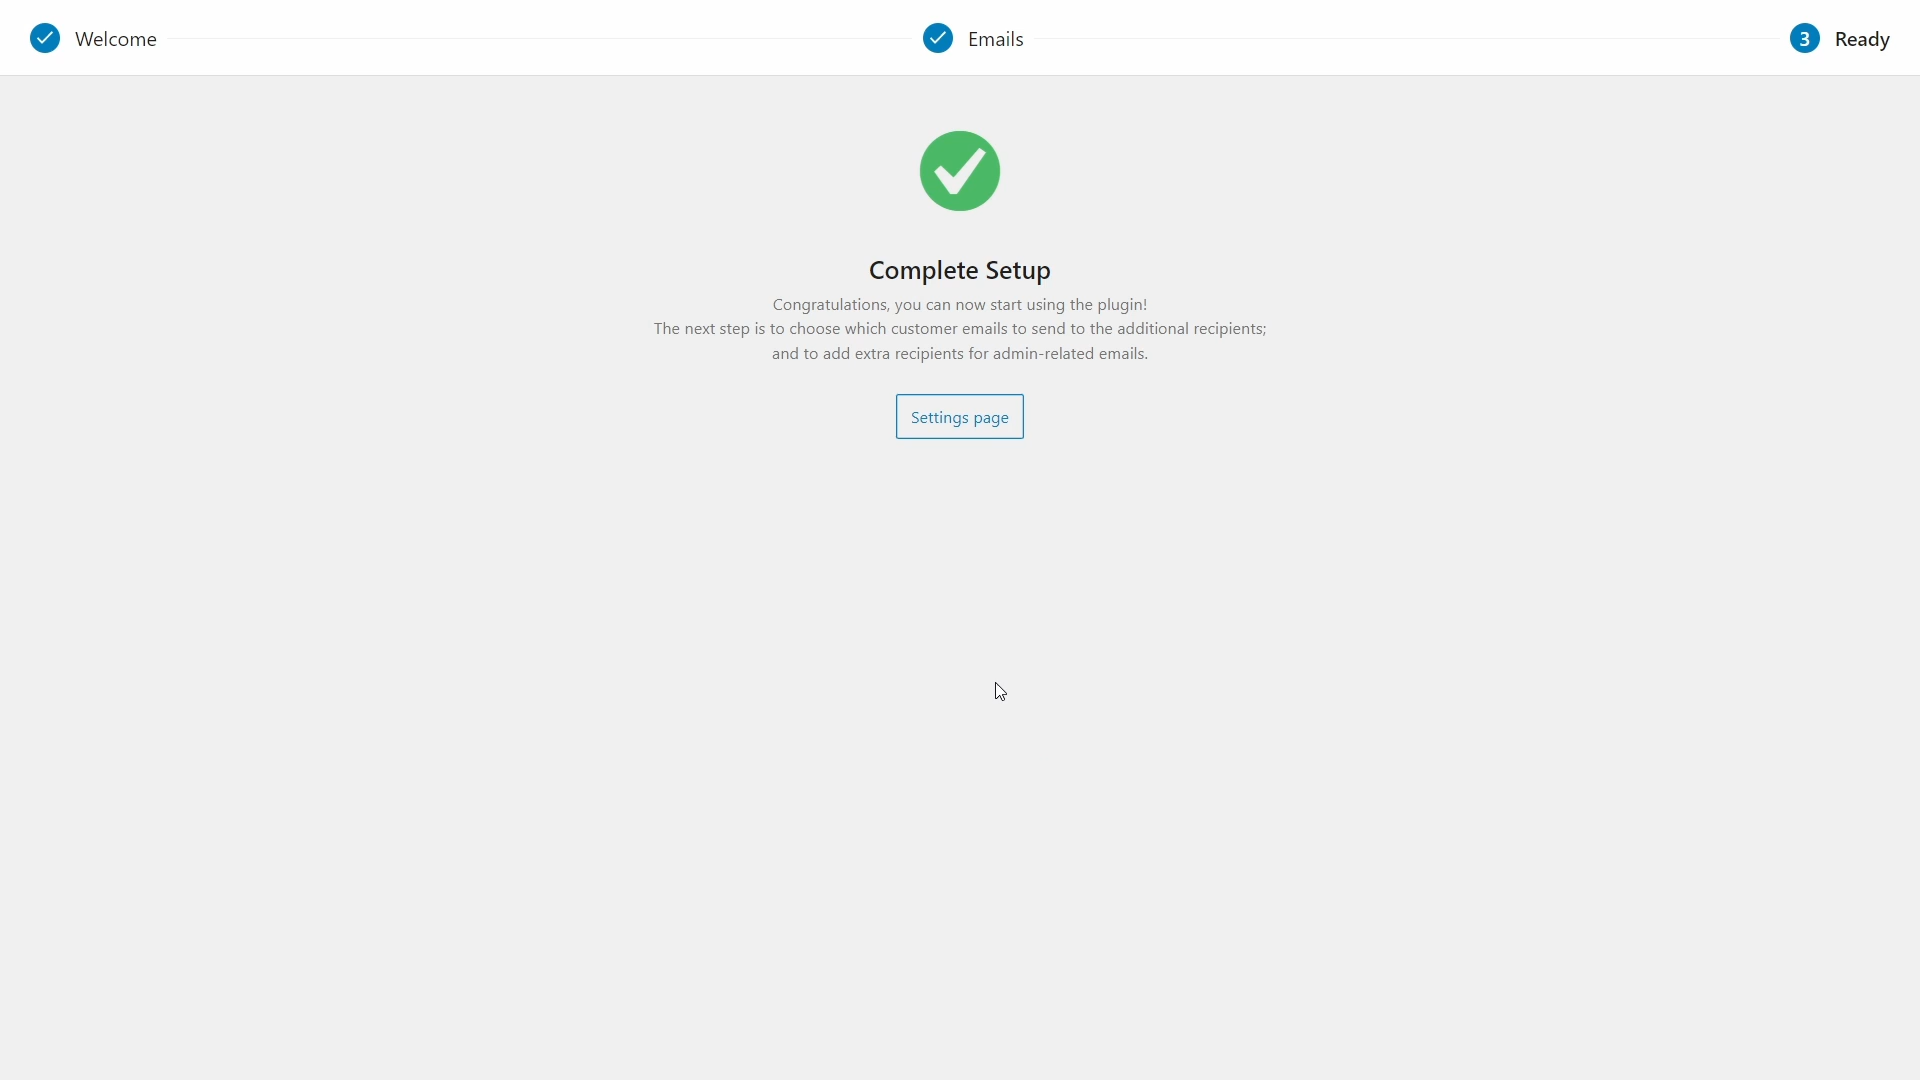 Welcome
Emails
3 Ready
Complete Setup
Congratulations, you can now start using the plugin!
The next step is to choose which customer emails to send to the additional recipients;
and to add extra recipients for admin-related emails.
Settings page